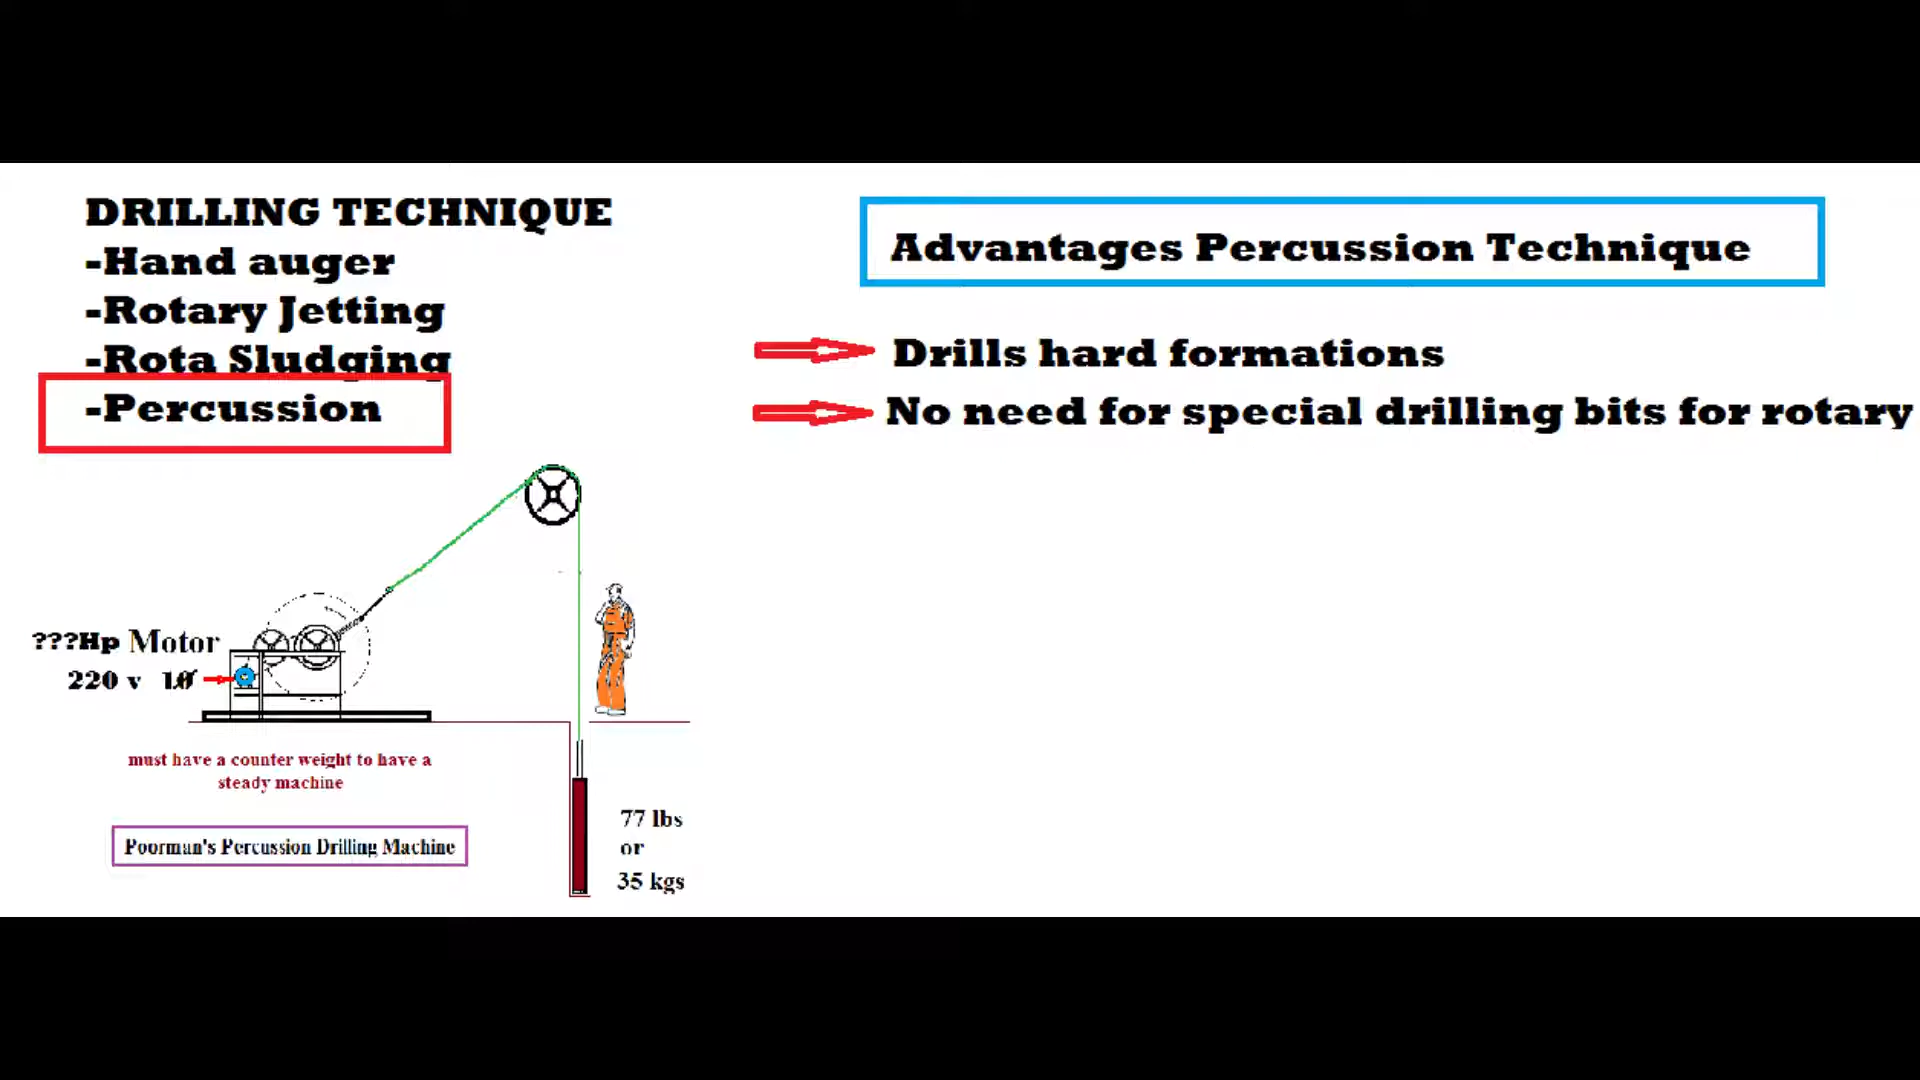 DRILLING TECHNIQUE
-Hand auger
-Rotary Jetting
-Rota Sludging
-Percussion
Advantages Percussion Technique
Drills hard formations
No need for special drilling bits for rotary
???Hp Motor
220 v 1Ø
must have a counter weight to have a
steady machine
Poorman's Percussion Drilling Machine
77 lbs
or
35 kgs